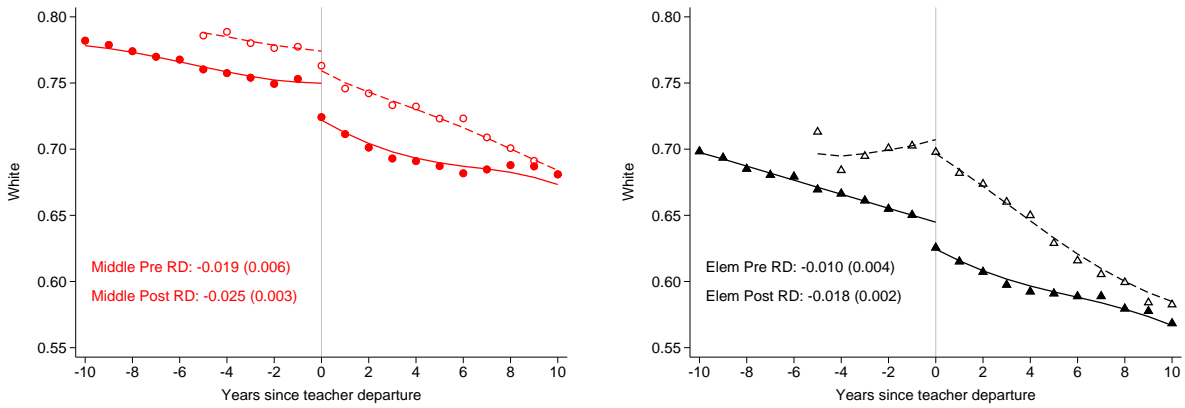 0.80
0.75
0.70
0.65
0.60
0.55
White
Middle Pre RD: -0.019 (0.006)
Middle Post RD: -0.025 (0.003)
-10 -8 -6 -4 -2 0 2 4 6 8 10
Years since teacher departure
0.80
0.75
0.70
0.65
0.60
0.55
White
Elem Pre RD: -0.010 (0.004)
Elem Post RD: -0.018 (0.002)
-10 -8 -6 -4 -2 0 2 4 6 8 10
Years since teacher departure